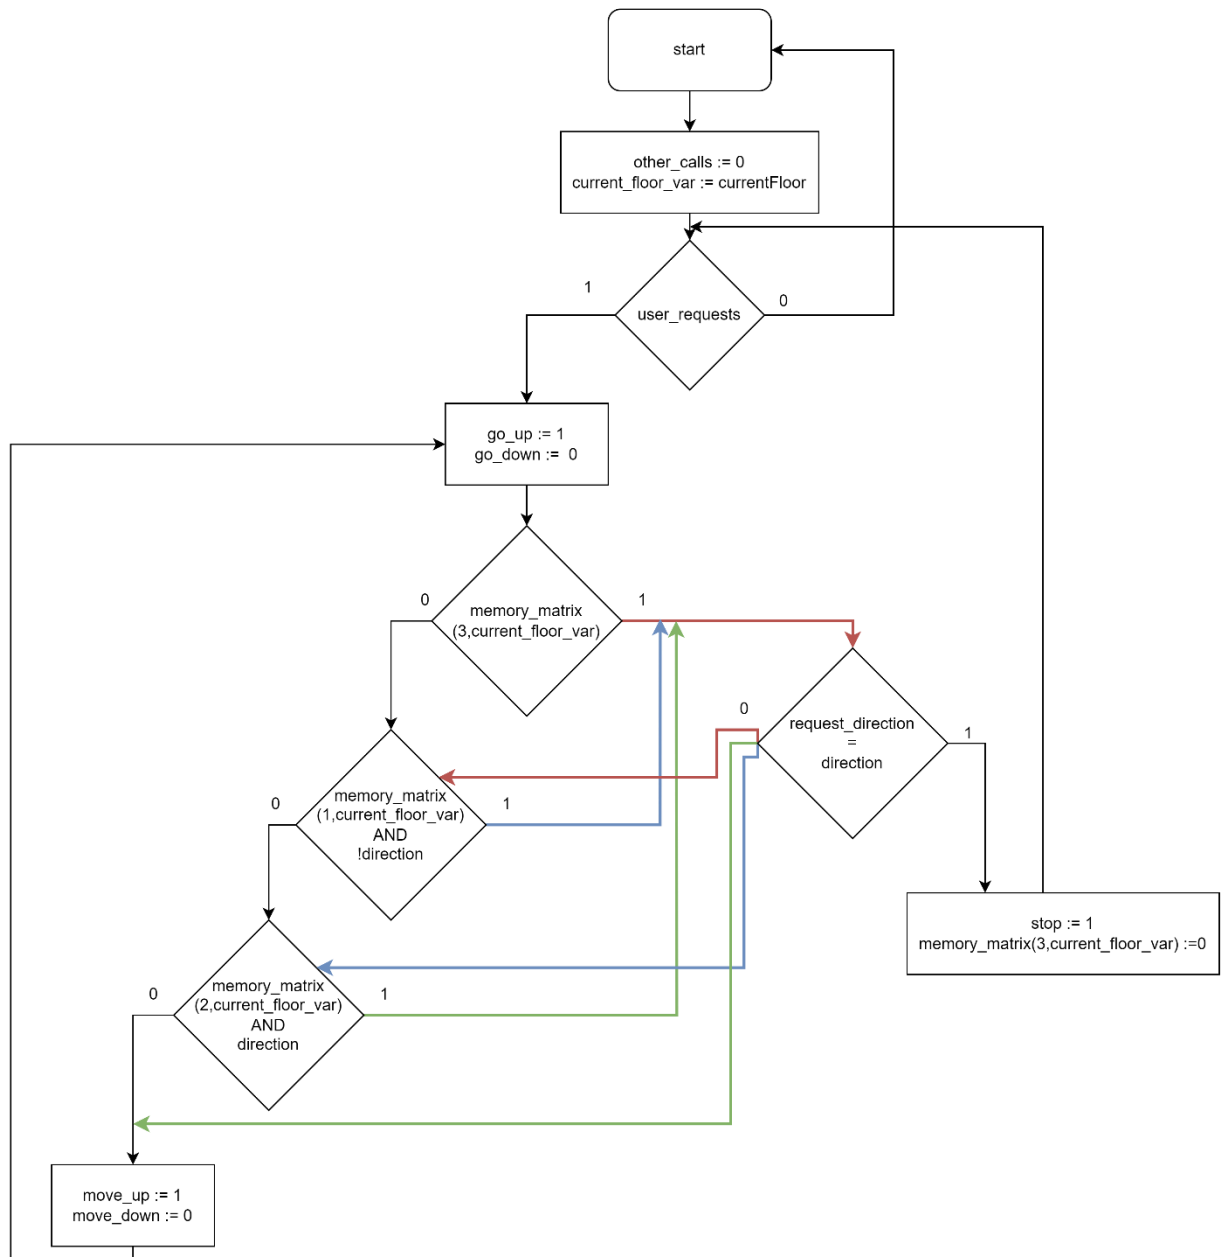 start
other_calls := 0
current_floor_var := currentFloor
1
0
user_requests
go_up := 1
go_down := 0
0
1
memory_matrix
(3,current_floor_var)
0
request_direction
=
direction
1
0
memory_matrix
(1,current_floor_var)
AND
!direction
1
stop := 1
memory_matrix(3,current_floor_var) :=0
0
memory_matrix
(2,current_floor_var)
AND
direction
1
move_up := 1
move_down := 0